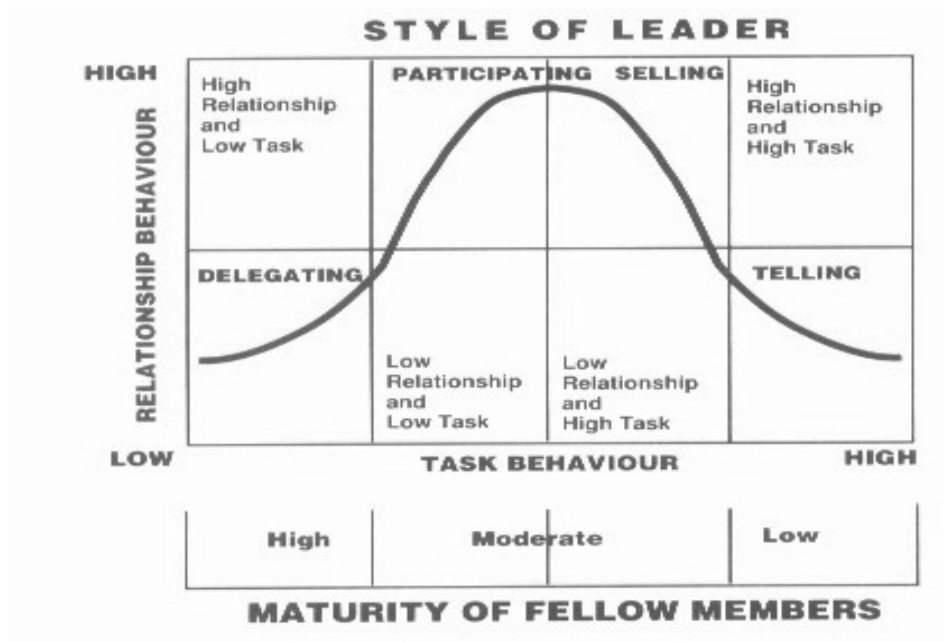 STYLE OF LEADER
HIGH
PARTICIPATING SELLING
High
Relationship
and
Low Task
High
Relationship
and
High Task
RELATIONSHIP BEHAVIOUR
DELEGATING
TELLING
Low
Relationship
and
Low Task
Low
Relationship
and
High Task
LOW
TASK BEHAVIOUR
HIGH
High
Moderate
Low
MATURITY OF FELLOW MEMBERS